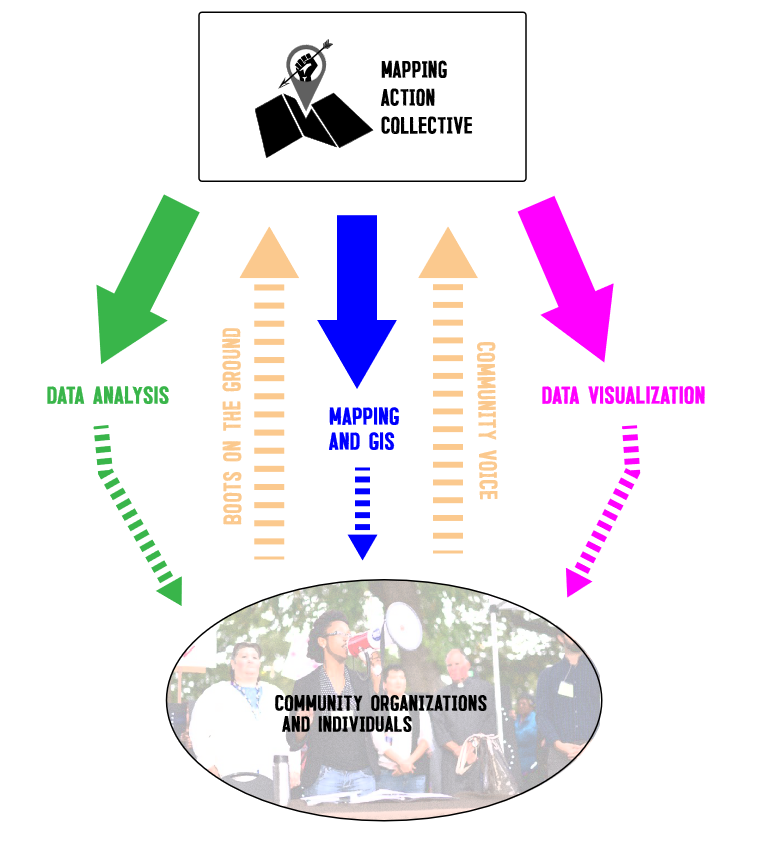 MAPPING
ACTION
COLLECTIVE
DATA ANALYSIS
BOOTS ON THE GROUND
MAPPING
AND GIS
COMMUNITY VOICE
DATA VISUALIZATION
COMMUNITY ORGANIZATIONS
AND INDIVIDUALS